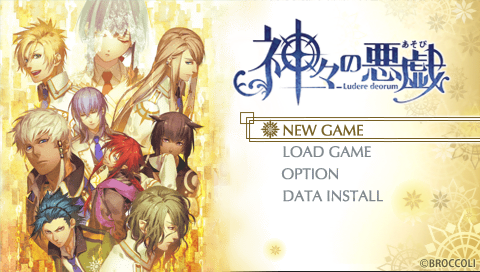 あそび
神々の悪戯
Ludere deorum
NEW GAME
LOAD GAME
OPTION
DATA INSTALL
©BROCCOLI